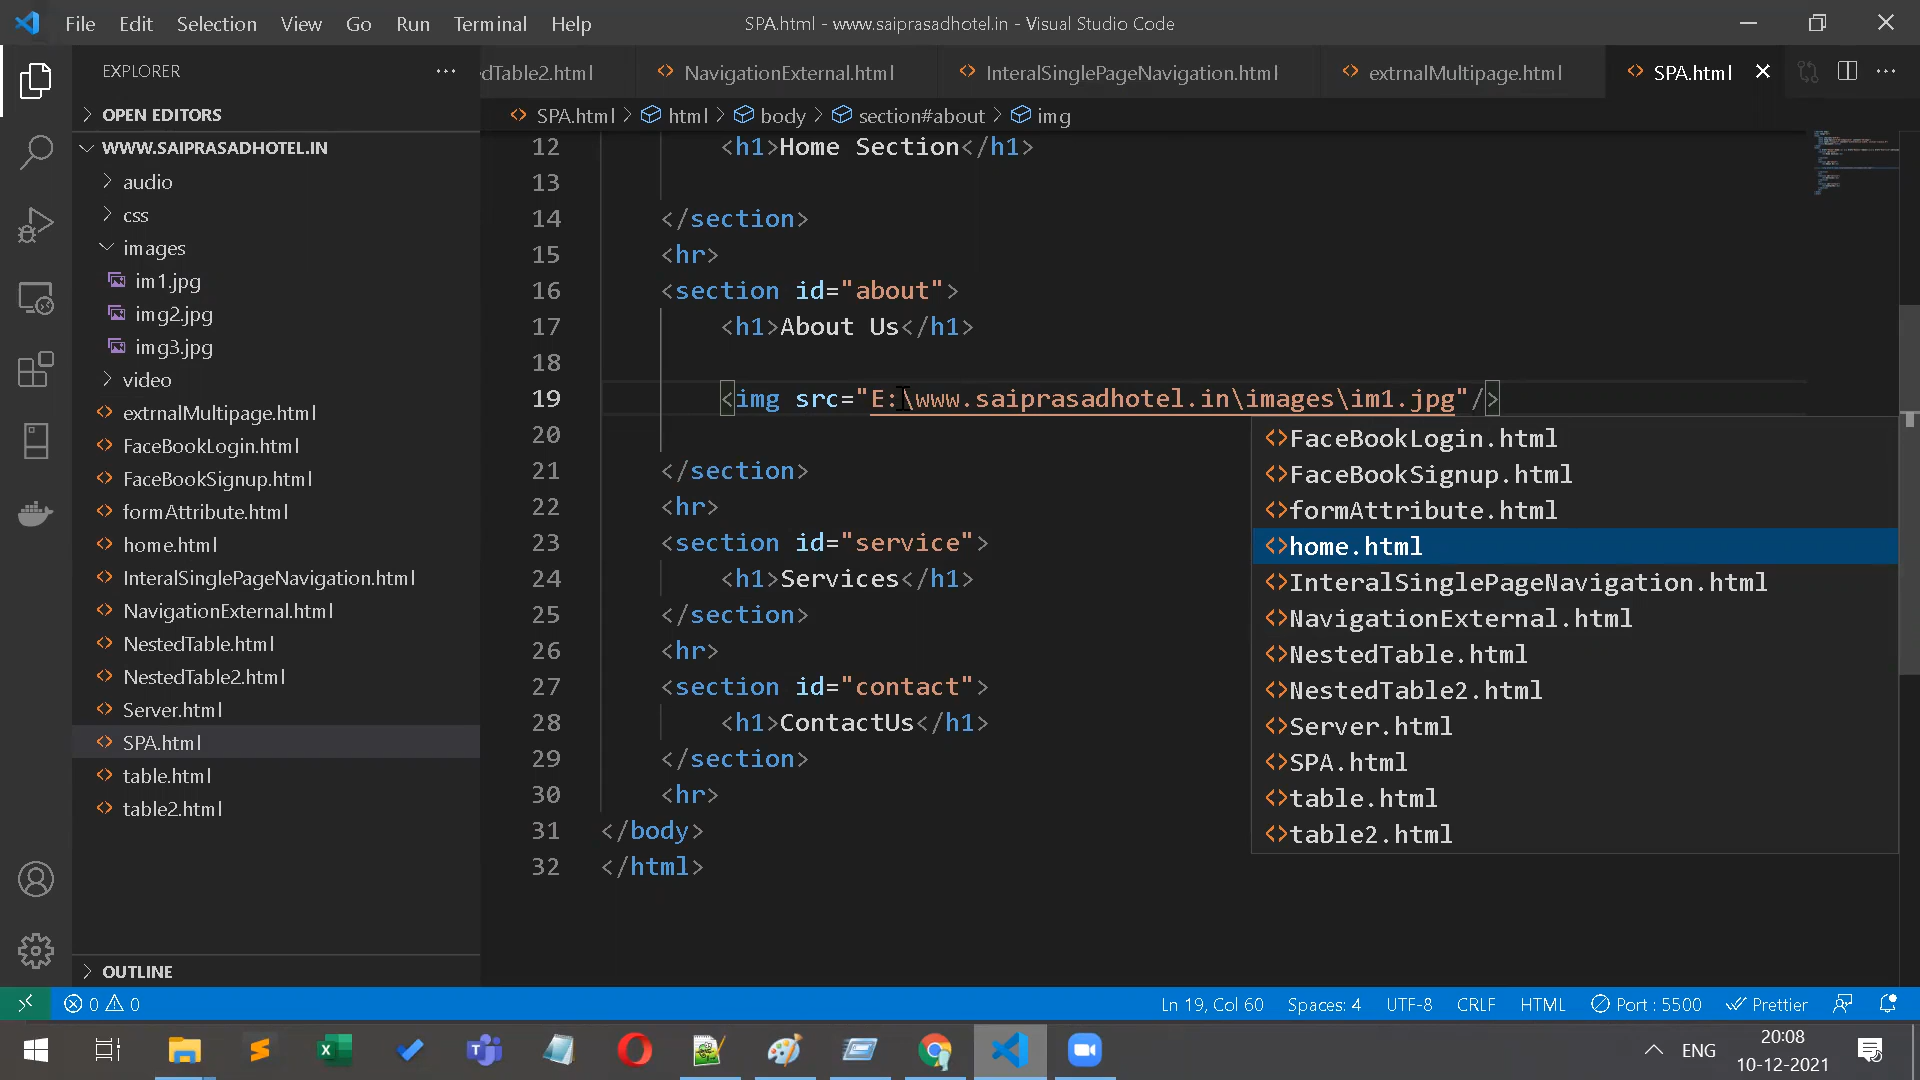 File Edit Selection View Go Run Terminal Help
SPA.html - www.saiprasadhotel.in - Visual Studio Code
EXPLORER
OPEN EDITORS
WWW.SAIPRASADHOTEL.IN
audio
css
images
im1.jpg
img2.jpg
img3.jpg
video
extrnalMultipage.html
FaceBookLogin.html
FaceBookSignup.html
formAttribute.html
home.html
InteralSinglePageNavigation.html
NavigationExternal.html
NestedTable.html
NestedTable2.html
Server.html
SPA.html
table.html
table2.html
OUTLINE
dTable2.html NavigationExternal.html InteralSinglePageNavigation.html extrnalMultipage.html SPA.html
SPA.html > html > body > section#about > img
12 <h1>Home Section</h1>
13
14 </section>
15 <hr>
16 <section id="about">
17 <h1>About Us</h1>
18
19 <img src="E:\www.saiprasadhotel.in\images\im1.jpg"/>
20
21 </section>
22 <hr>
23 <section id="service">
24 <h1>Services</h1>
25 </section>
26 <hr>
27 <section id="contact">
28 <h1>ContactUs</h1>
29 </section>
30 <hr>
31 </body>
32 </html>
FaceBookLogin.html
FaceBookSignup.html
formAttribute.html
home.html
InteralSinglePageNavigation.html
NavigationExternal.html
NestedTable.html
NestedTable2.html
Server.html
SPA.html
table.html
table2.html
0 0 Ln 19, Col 60 Spaces: 4 UTF-8 CRLF HTML Port : 5500 Prettier
ENG
20:08
10-12-2021